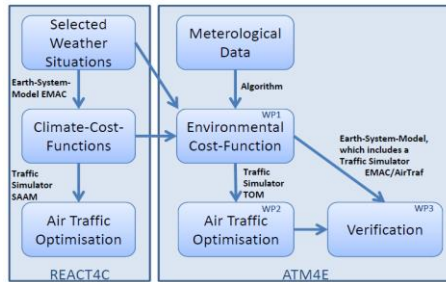 Selected
Weather
Situations
Meterological
Data
Earth-System-
Model EMAC
Algorithm
Climate-Cost-
Functions
WP1
Environmental
Cost-Function
Earth-System-Model,
which includes a
Traffic Simulator
EMAC/AirTraf
Traffic
Simulator
SAAM
Traffic
Simulator
TOM
Air Traffic
Optimisation
WP2
Air Traffic
Optimisation
WP3
Verification
REACT4C
ATM4E